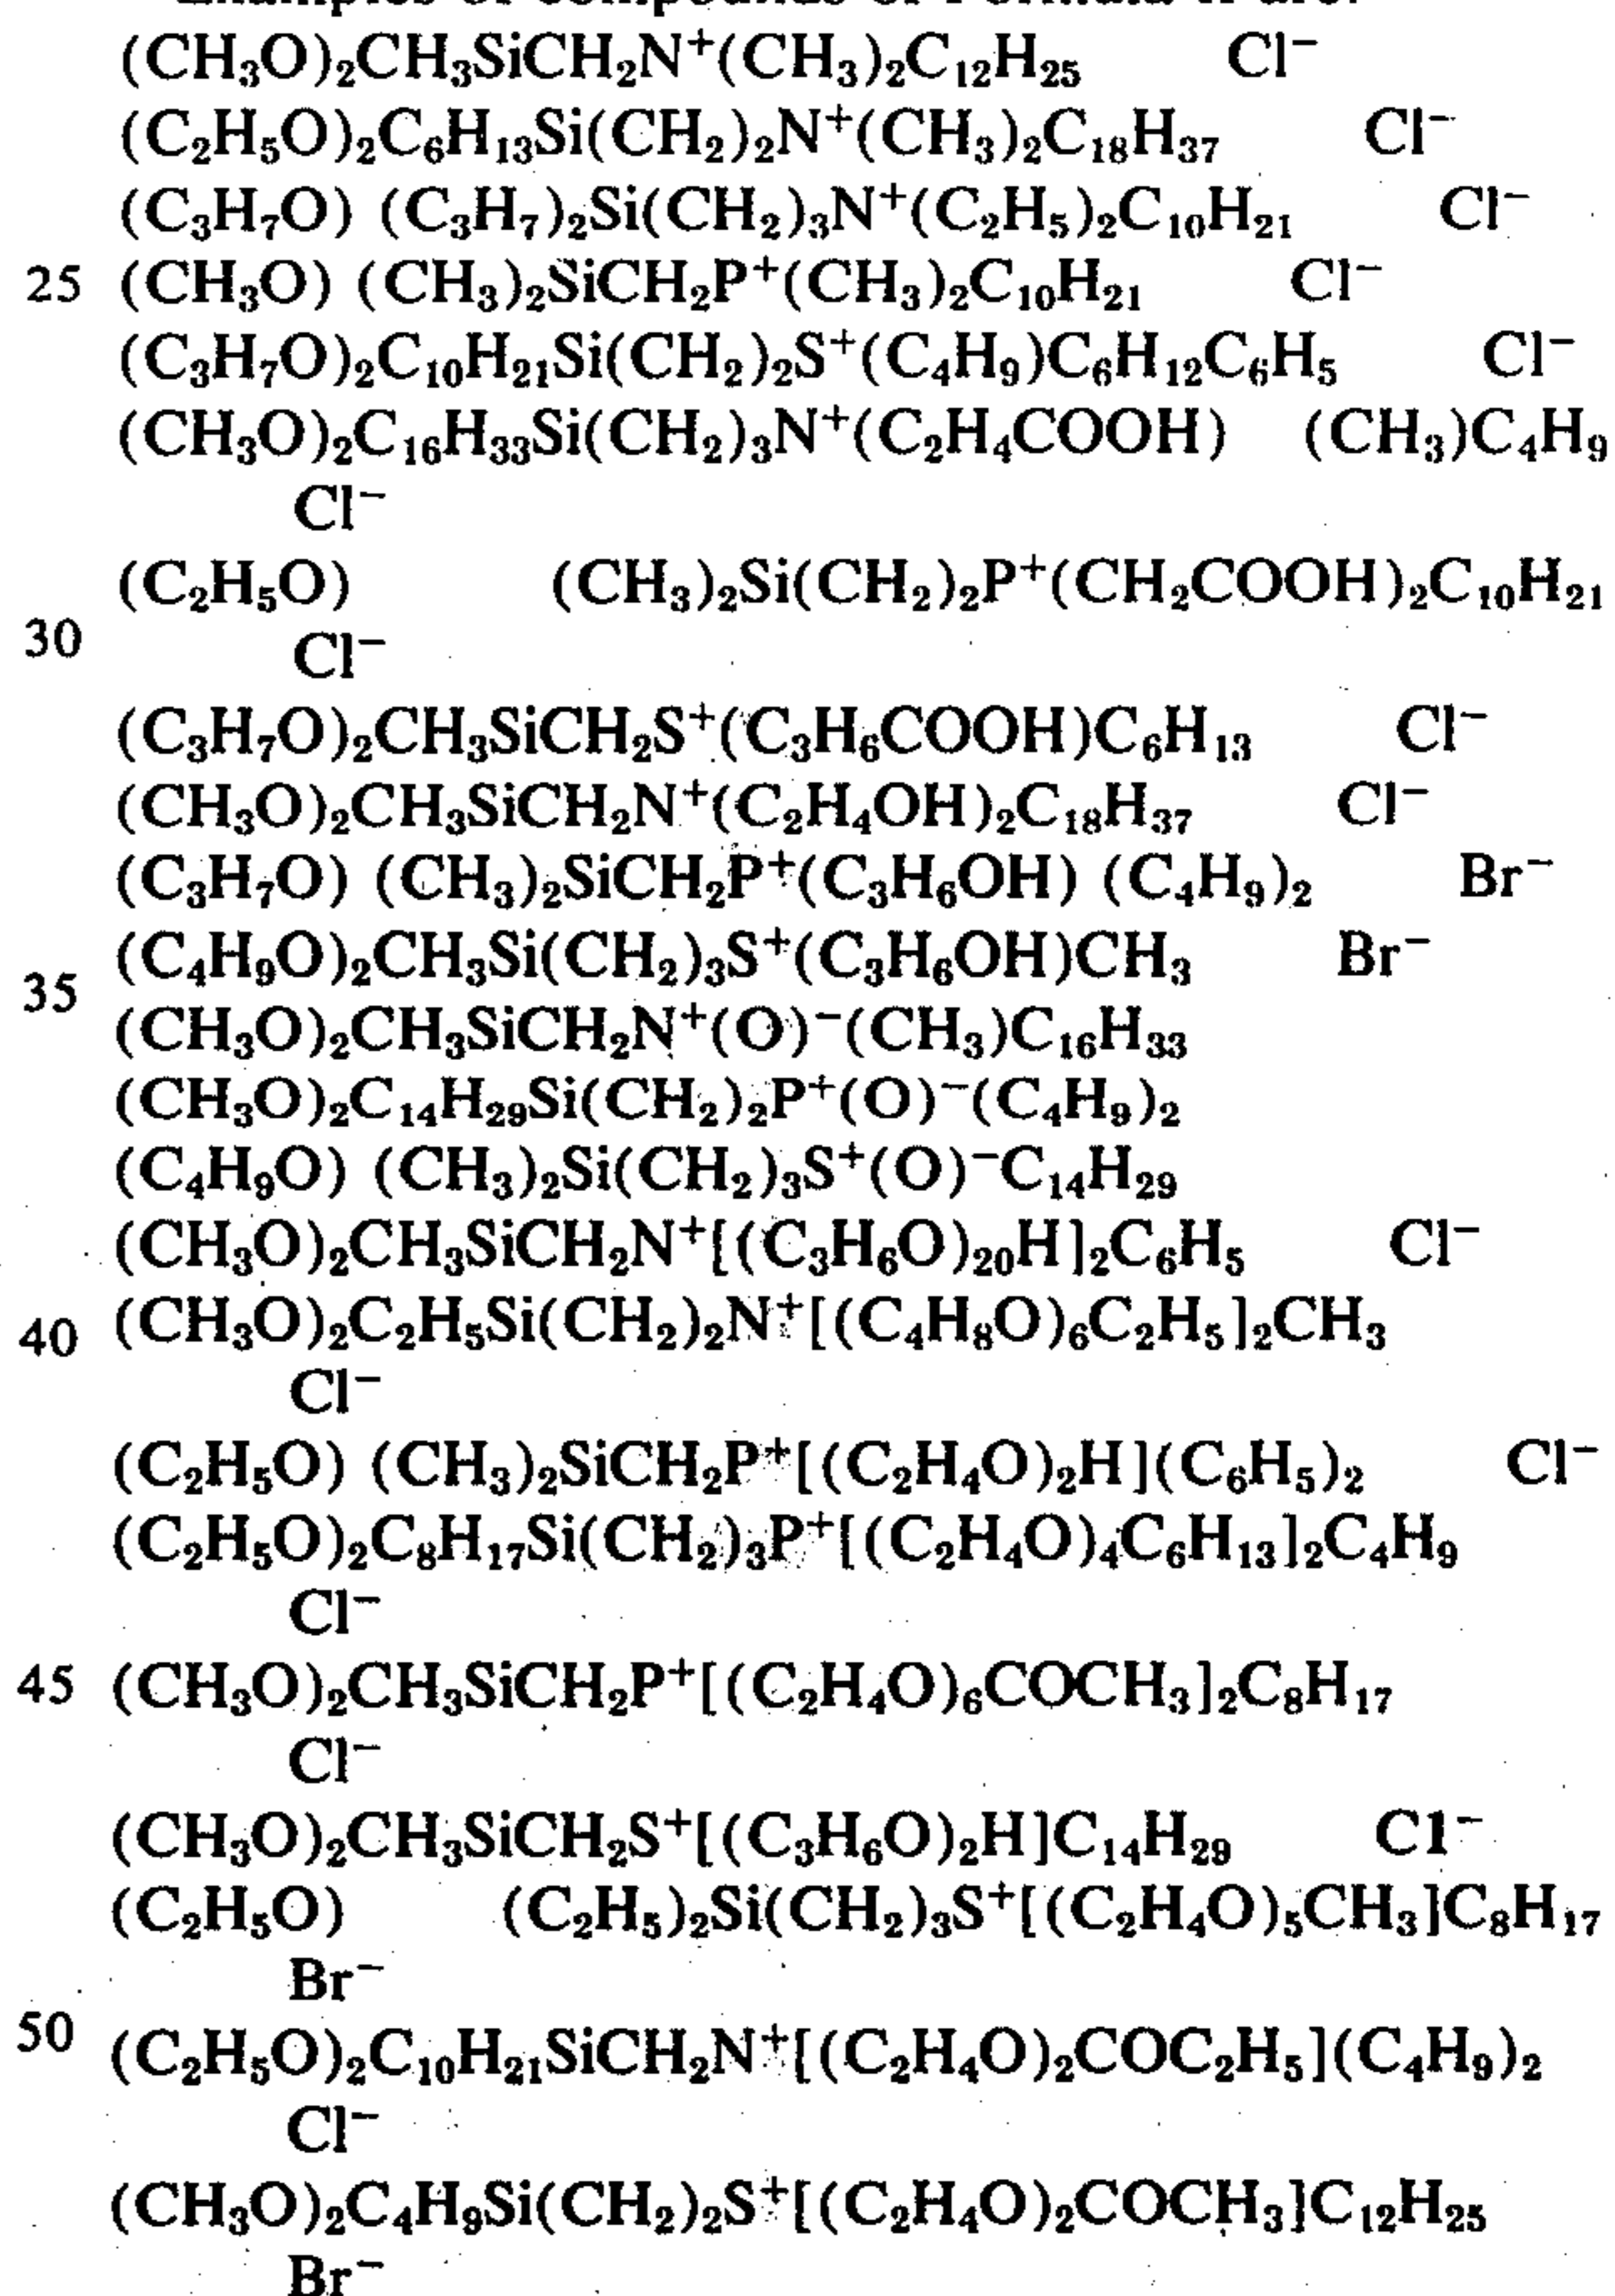 (CH₃O)₂CH₃SiCH₂N⁺(CH₃)₂C₁₂H₂₅ Cl⁻
(C₂H₅O)₂C₆H₁₃Si(CH₂)₂N⁺(CH₃)₂C₁₈H₃₇ Cl⁻
(C₃H₇O) (C₃H₇)₂Si(CH₂)₃N⁺(C₂H₅)₂C₁₀H₂₁ Cl⁻
25 (CH₃O) (CH₃)₂SiCH₂P⁺(CH₃)₂C₁₀H₂₁ Cl⁻
(C₃H₇O)₂C₁₀H₂₁Si(CH₂)₂S⁺(C₄H₉)C₆H₁₂C₆H₅ Cl⁻
(CH₃O)₂C₁₆H₃₃Si(CH₂)₃N⁺(C₂H₄COOH) (CH₃)C₄H₉
Cl⁻
(C₂H₅O) (CH₃)₂Si(CH₂)₂P⁺(CH₂COOH)₂C₁₀H₂₁
30
Cl⁻
(C₃H₇O)₂CH₃SiCH₂S⁺(C₃H₆COOH)C₆H₁₃ Cl⁻
(CH₃O)₂CH₃SiCH₂N⁺(C₂H₄OH)₂C₁₈H₃₇ Cl⁻
(C₃H₇O) (CH₃)₂SiCH₂P⁺(C₃H₆OH) (C₄H₉)₂ Br⁻
35 (C₄H₉O)₂CH₃Si(CH₂)₃S⁺(C₃H₆OH)CH₃ Br⁻
(CH₃O)₂CH₃SiCH₂N⁺(O)⁻(CH₃)C₁₆H₃₃
(CH₃O)₂C₁₄H₂₉Si(CH₂)₂P⁺(O)⁻(C₄H₉)₂
(C₄H₉O) (CH₃)₂Si(CH₂)₃S⁺(O)⁻C₁₄H₂₉
(CH₃O)₂CH₃SiCH₂N⁺[(C₃H₆O)₂₀H]₂C₆H₅ Cl⁻
40 (CH₃O)₂C₂H₅Si(CH₂)₂N⁺[(C₄H₈O)₆C₂H₅]₂CH₃
Cl⁻
(C₂H₅O) (CH₃)₂SiCH₂P⁺[(C₂H₄O)₂H](C₆H₅)₂ Cl⁻
(C₂H₅O)₂C₈H₁₇Si(CH₂)₃P⁺[(C₂H₄O)₄C₆H₁₃]₂C₄H₉
Cl⁻
45 (CH₃O)₂CH₃SiCH₂P⁺[(C₂H₄O)₆COCH₃]₂C₈H₁₇
Cl⁻
(CH₃O)₂CH₃SiCH₂S⁺[(C₃H₆O)₂H]C₁₄H₂₉ C1⁻
(C₂H₅O) (C₂H₅)₂Si(CH₂)₃S⁺[(C₂H₄O)₅CH₃]C₈H₁₇
Br⁻
50 (C₂H₅O)₂C₁₀H₂₁SiCH₂N⁺[(C₂H₄O)₂COC₂H₅](C₄H₉)₂
Cl⁻
(CH₃O)₂C₄H₉Si(CH₂)₂S⁺[(C₂H₄O)₂COCH₃]C₁₂H₂₅
Br⁻